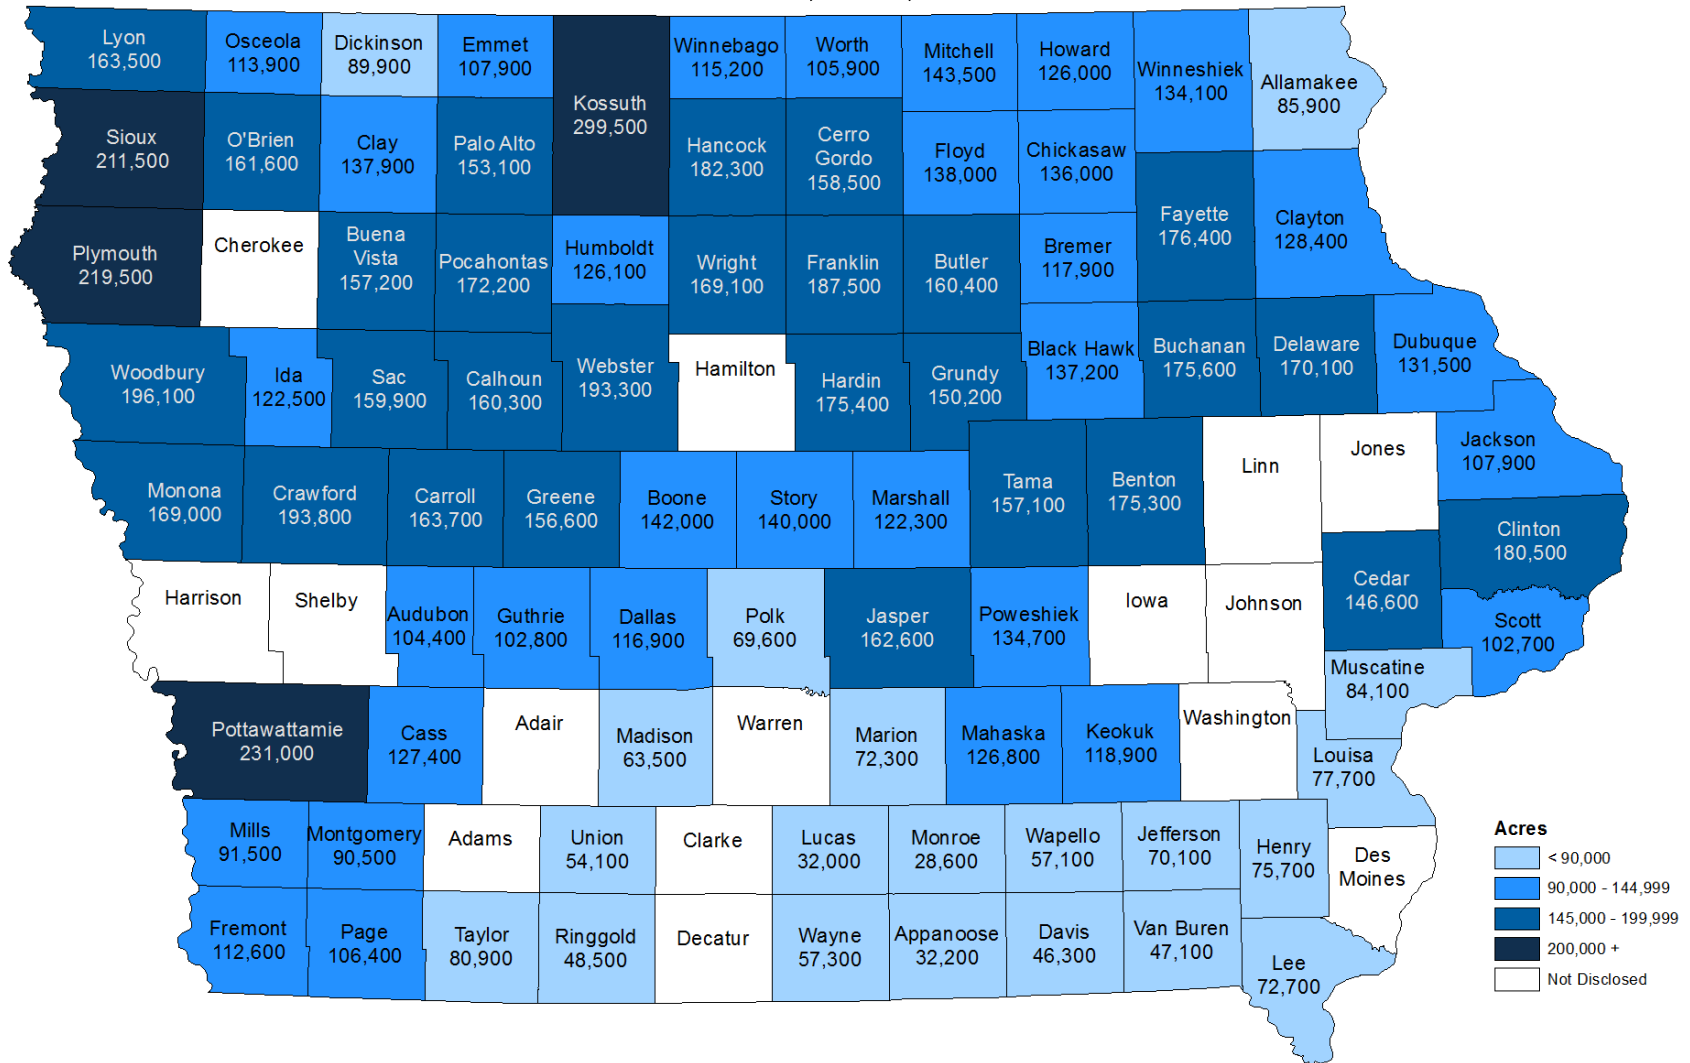 Lyon
163,500
Osceola
113,900
Dickinson
89,900
Emmet
107,900
Kossuth
299,500
Winnebago
115,200
Worth
105,900
Mitchell
143,500
Howard
126,000
Winneshiek
134,100
Allamakee
85,900
Sioux
211,500
O'Brien
161,600
Clay
137,900
Palo Alto
153,100
Hancock
182,300
Cerro
Gordo
158,500
Floyd
138,000
Chickasaw
136,000
Plymouth
219,500
Cherokee
Buena
Vista
157,200
Pocahontas
172,200
Humboldt
126,100
Wright
169,100
Franklin
187,500
Butler
160,400
Bremer
117,900
Fayette
176,400
Clayton
128,400
Woodbury
196,100
Ida
122,500
Sac
159,900
Calhoun
160,300
Webster
193,300
Hamilton
Hardin
175,400
Grundy
150,200
Black Hawk
137,200
Buchanan
175,600
Delaware
170,100
Dubuque
131,500
Monona
169,000
Crawford
193,800
Carroll
163,700
Greene
156,600
Boone
142,000
Story
140,000
Marshall
122,300
Tama
157,100
Benton
175,300
Linn
Jones
Jackson
107,900
Clinton
180,500
Harrison
Shelby
Audubon
104,400
Guthrie
102,800
Dallas
116,900
Polk
69,600
Jasper
162,600
Poweshiek
134,700
Iowa
Johnson
Cedar
146,600
Scott
102,700
Muscatine
84,100
Pottawattamie
231,000
Cass
127,400
Adair
Madison
63,500
Warren
Marion
72,300
Mahaska
126,800
Keokuk
118,900
Washington
Louisa
77,700
Mills
91,500
Montgomery
90,500
Adams
Union
54,100
Clarke
Lucas
32,000
Monroe
28,600
Wapello
57,100
Jefferson
70,100
Henry
75,700
Des
Moines
Fremont
112,600
Page
106,400
Taylor
80,900
Ringgold
48,500
Decatur
Wayne
57,300
Appanoose
32,200
Davis
46,300
Van Buren
47,100
Lee
72,700
Acres
< 90,000
90,000 - 144,999
145,000 - 199,999
200,000 +
Not Disclosed